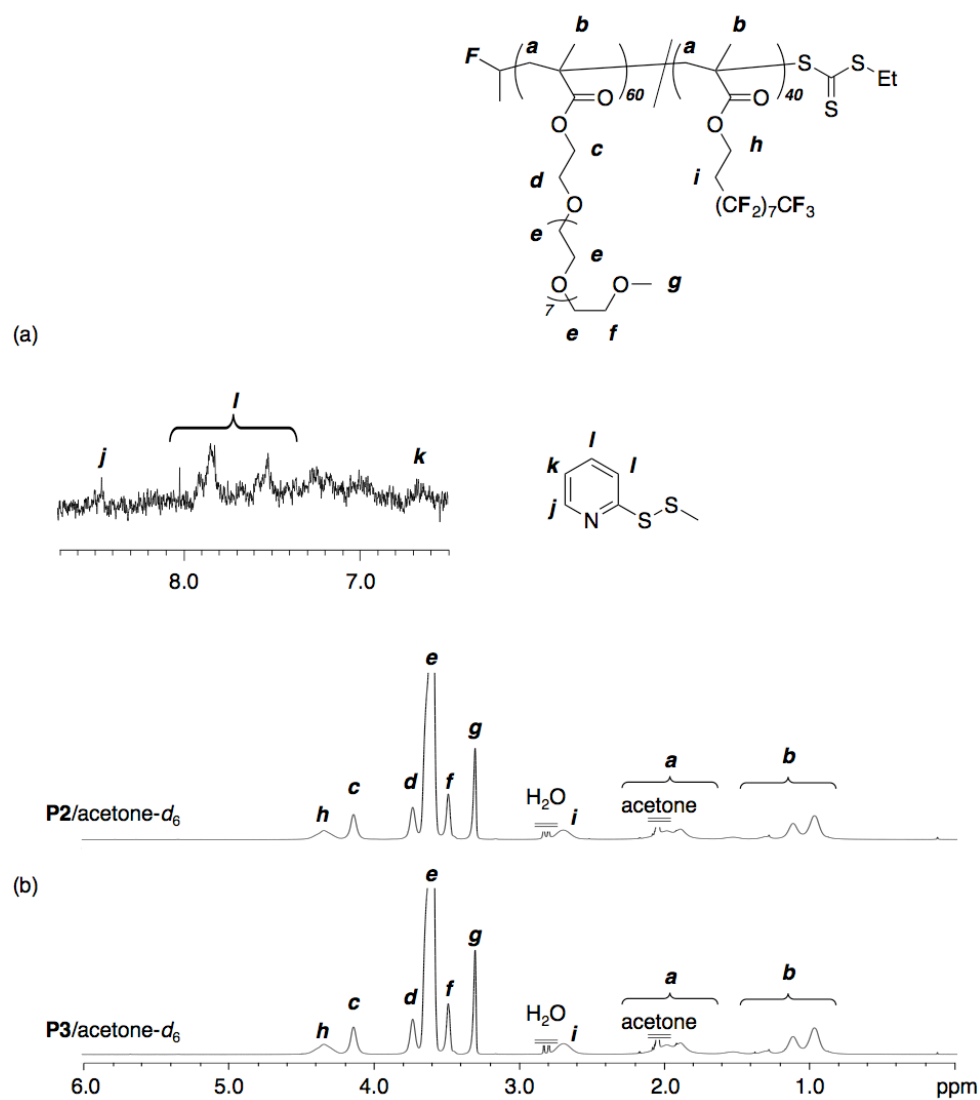 b
a
a
F
60
40
S
S
Et
S
O
O
O
O
c
h
d
i
O
(CF2)7CF3
e
e
O
O
g
7
e
f
(a)
l
j
k
l
k
l
j
N
S
S
8.0
7.0
e
g
c
d
f
b
a
H2O
acetone
P2/acetone-d6
h
i
(b)
e
g
c
d
f
b
a
H2O
acetone
P3/acetone-d6
h
i
6.0
5.0
4.0
3.0
2.0
1.0
ppm